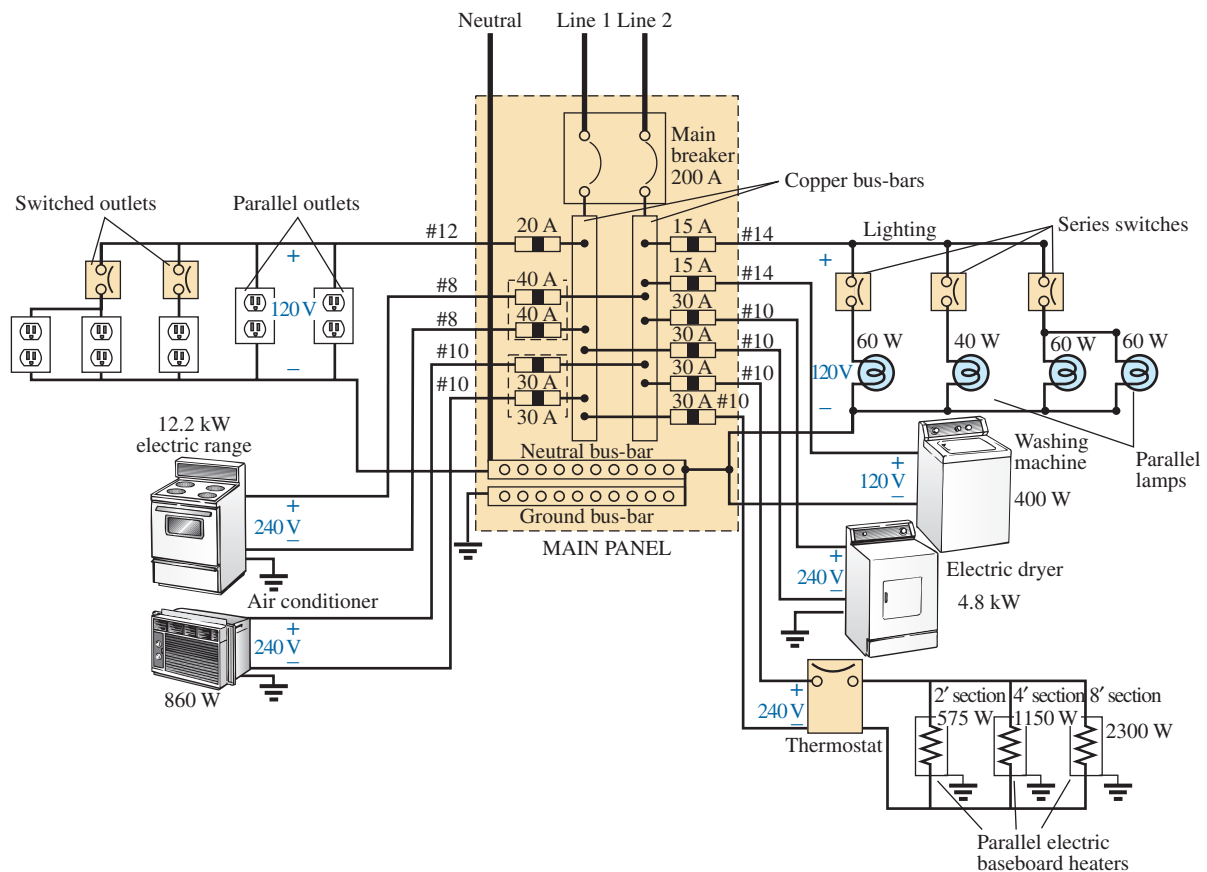 Neutral
Line 1 Line 2
Main
breaker
200 A
Copper bus-bars
Switched outlets
Parallel outlets
#12
20 A
15 A
#14
Lighting
Series switches
+
120 V
–
#8
40 A
#8
40 A
#10
30 A
#10
30 A
15 A
#14
30 A
#10
30 A
#10
30 A
#10
30 A
#10
+
120 V
–
60 W
40 W
60 W
60 W
Neutral bus-bar
Ground bus-bar
MAIN PANEL
12.2 kW
electric range
+
240 V
–
Air conditioner
+
240 V
–
860 W
Washing
machine
400 W
+
120 V
–
Parallel
lamps
Electric dryer
4.8 kW
+
240 V
–
+
240 V
–
Thermostat
2′ section
575 W
4′ section
1150 W
8′ section
2300 W
Parallel electric
baseboard heaters